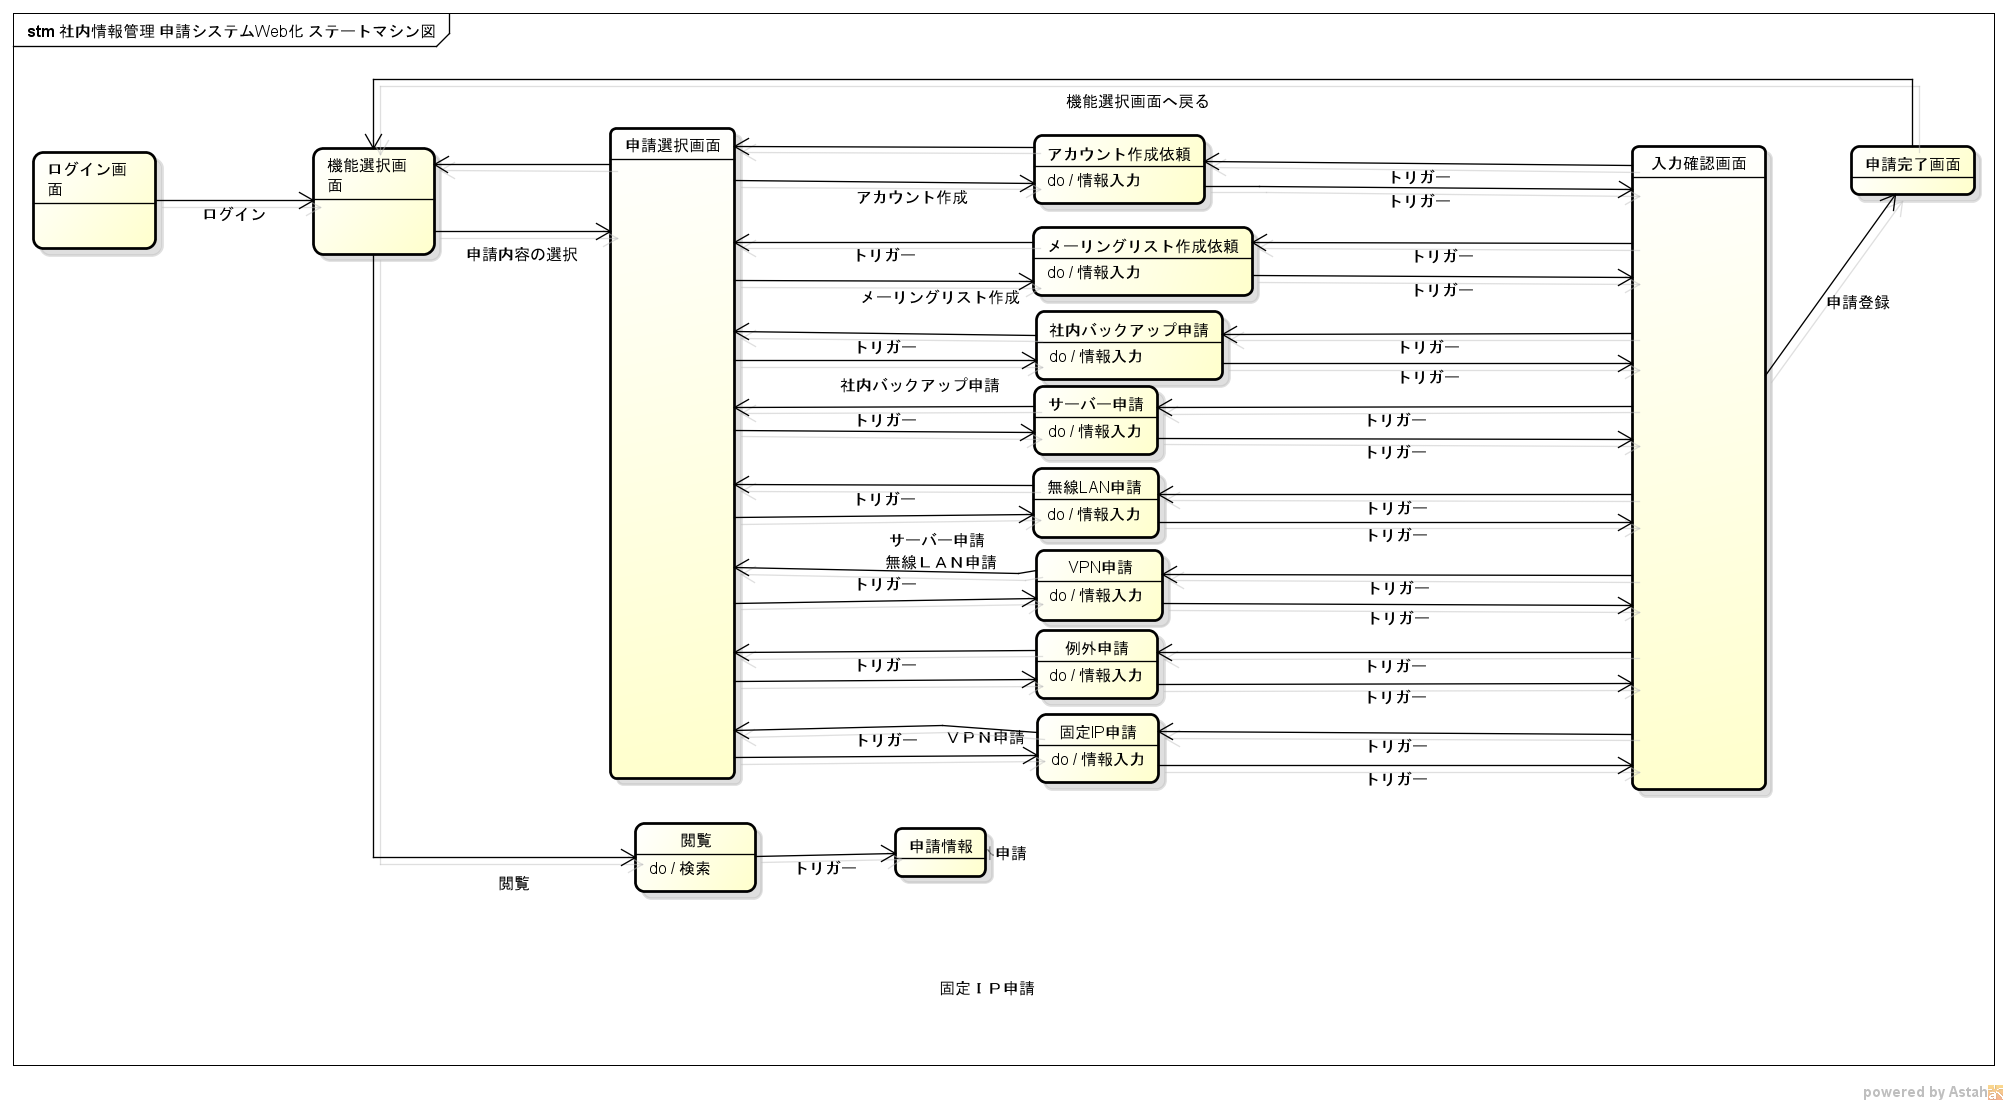 stm 社内情報管理 申請システムWeb化 ステートマシン図
機能選択画面へ戻る
ログイン画
面
ログイン
機能選択画
面
申請内容の選択
申請選択画面
アカウント作成依頼
do / 情報入力
アカウント作成
トリガー
トリガー
入力確認画面
申請完了画面
メーリングリスト作成依頼
do / 情報入力
トリガー
メーリングリスト作成
トリガー
トリガー
申請登録
社内バックアップ申請
do / 情報入力
トリガー
社内バックアップ申請
トリガー
トリガー
サーバー申請
do / 情報入力
トリガー
トリガー
トリガー
無線LAN申請
do / 情報入力
トリガー
サーバー申請
トリガー
トリガー
無線ＬＡＮ申請
VPN申請
do / 情報入力
トリガー
トリガー
トリガー
例外申請
do / 情報入力
トリガー
トリガー
トリガー
固定IP申請
do / 情報入力
トリガー
ＶＰＮ申請
トリガー
トリガー
閲覧
do / 検索
閲覧
トリガー
申請情報
申請
固定ＩＰ申請
powered by Astah